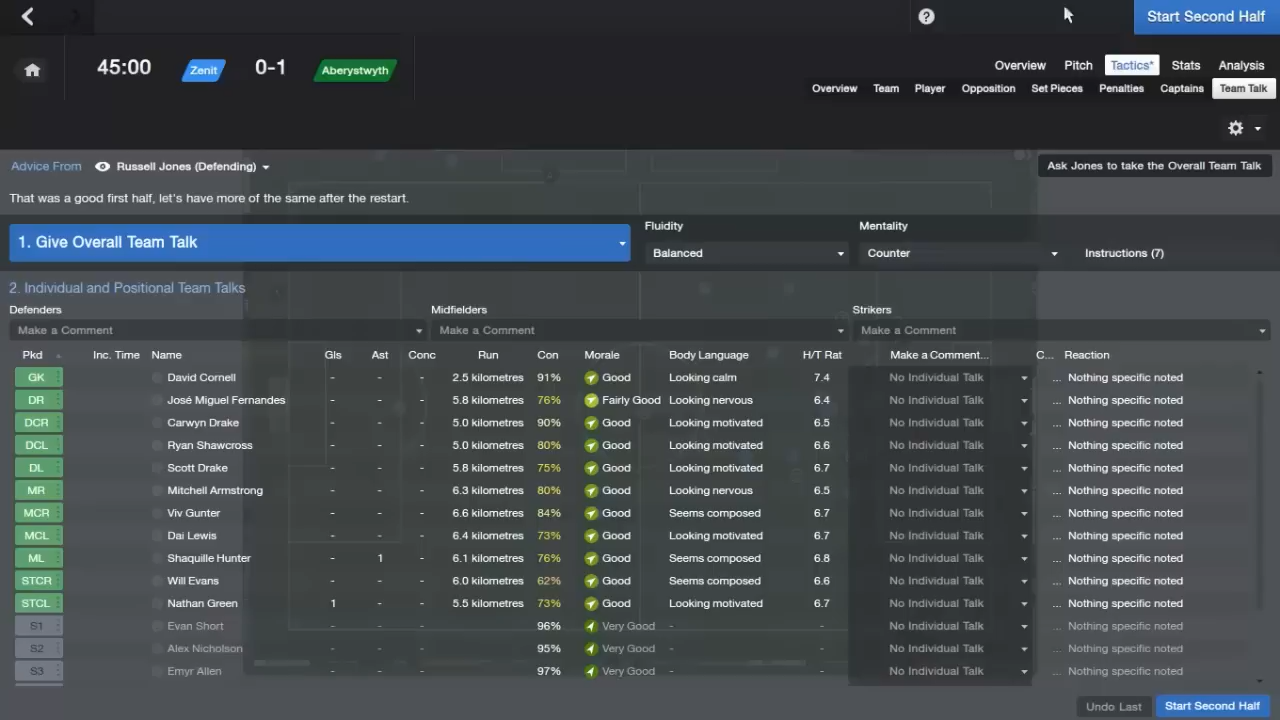 Start Second Half
45:00 Zenit 0-1 Aberystwyth
Overview Pitch Tactics* Stats Analysis
Overview Team Player Opposition Set Pieces Penalties Captains Team Talk
Advice From Russell Jones (Defending) Ask Jones to take the Overall Team Talk
That was a good first half, let's have more of the same after the restart.
Fluidity Mentality
1. Give Overall Team Talk Balanced Counter Instructions (7)
2. Individual and Positional Team Talks
Defenders Midfielders Strikers
Make a Comment Make a Comment Make a Comment
Pkd Inc. Time Name Gls Ast Conc Run Con Morale Body Language H/T Rat Make a Comment... C... Reaction
GK David Cornell - - - 2.5 kilometres 91% Good Looking calm 7.4 No Individual Talk ... Nothing specific noted
DR José Miguel Fernandes - - - 5.8 kilometres 76% Fairly Good Looking nervous 6.4 No Individual Talk ... Nothing specific noted
DCR Carwyn Drake - - - 5.0 kilometres 90% Good Looking motivated 6.5 No Individual Talk ... Nothing specific noted
DCL Ryan Shawcross - - - 5.0 kilometres 80% Good Looking motivated 6.6 No Individual Talk ... Nothing specific noted
DL Scott Drake - - - 5.8 kilometres 75% Good Looking motivated 6.7 No Individual Talk ... Nothing specific noted
MR Mitchell Armstrong - - - 6.3 kilometres 80% Good Looking nervous 6.5 No Individual Talk ... Nothing specific noted
MCR Viv Gunter - - - 6.6 kilometres 84% Good Seems composed 6.7 No Individual Talk ... Nothing specific noted
MCL Dai Lewis - - - 6.4 kilometres 73% Good Looking motivated 6.7 No Individual Talk ... Nothing specific noted
ML Shaquille Hunter - 1 - 6.1 kilometres 76% Good Seems composed 6.8 No Individual Talk ... Nothing specific noted
STCR Will Evans - - - 6.0 kilometres 62% Good Seems composed 6.6 No Individual Talk ... Nothing specific noted
STCL Nathan Green 1 - - 5.5 kilometres 73% Good Looking motivated 6.7 No Individual Talk ... Nothing specific noted
S1 Evan Short 96% Very Good - - No Individual Talk ... Nothing specific noted
S2 Alex Nicholson 95% Very Good - - No Individual Talk ... Nothing specific noted
S3 Emyr Allen 97% Very Good - - No Individual Talk ... Nothing specific noted
Undo Last Start Second Half